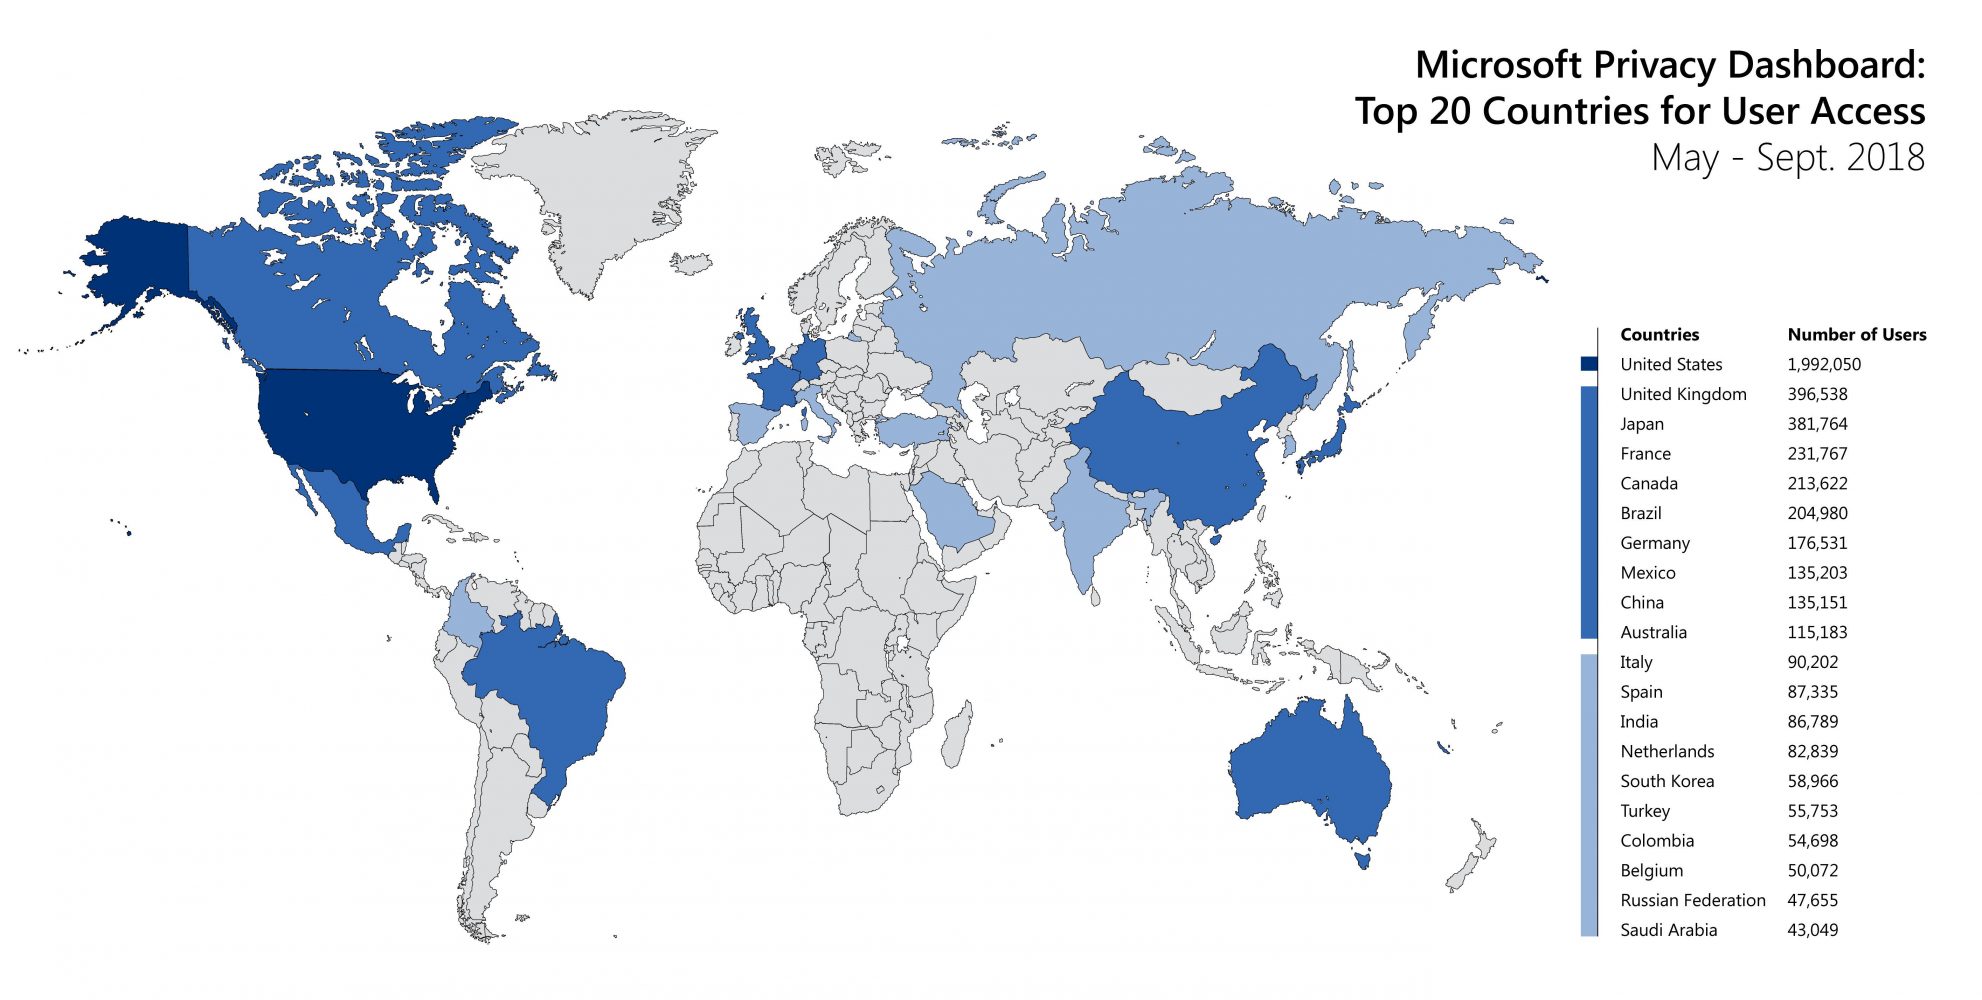 Microsoft Privacy Dashboard:
Top 20 Countries for User Access
May - Sept. 2018
Countries Number of Users
United States 1,992,050
United Kingdom 396,538
Japan 381,764
France 231,767
Canada 213,622
Brazil 204,980
Germany 176,531
Mexico 135,203
China 135,151
Australia 115,183
Italy 90,202
Spain 87,335
India 86,789
Netherlands 82,839
South Korea 58,966
Turkey 55,753
Colombia 54,698
Belgium 50,072
Russian Federation 47,655
Saudi Arabia 43,049